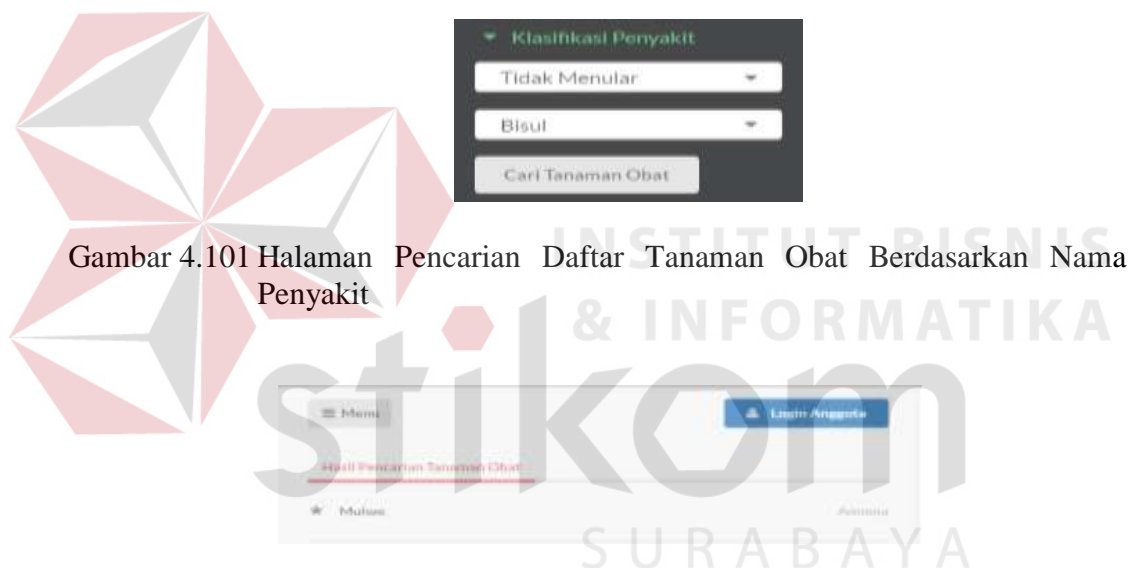 Klasifikasi Penyakit
Tidak Menular
Bisul
Cari Tanaman Obat
INSTITUT BISNIS
Gambar 4.101 Halaman Pencarian Daftar Tanaman Obat Berdasarkan Nama
Penyakit
& INFORMATIKA
stikom
Menu
Login Anggota
Hasil Pencarian Tanaman Obat
SURABAYA